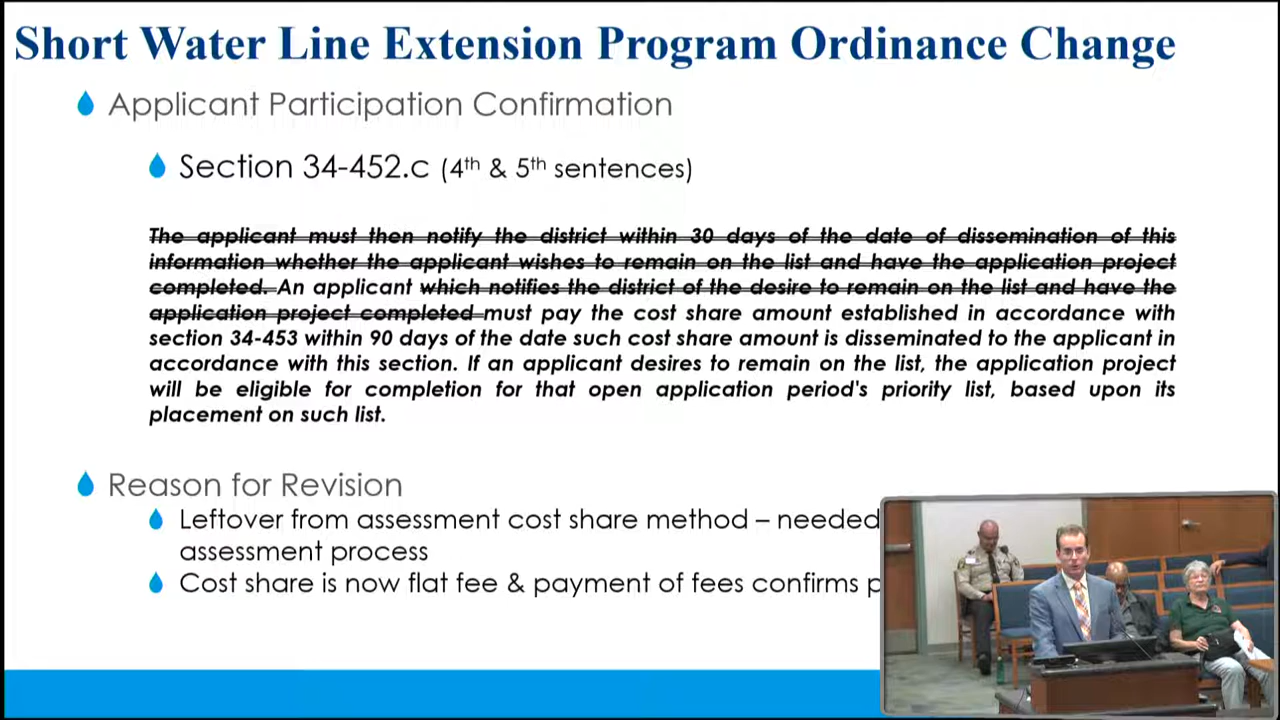 Short Water Line Extension Program Ordinance Change
Applicant Participation Confirmation
Section 34-452.c (4th & 5th sentences)
The applicant must then notify the district within 30 days of the date of dissemination of this
information whether the applicant wishes to remain on the list and have the application project
completed. An applicant which notifies the district of the desire to remain on the list and have the
application project completed must pay the cost share amount established in accordance with
section 34-453 within 90 days of the date such cost share amount is disseminated to the applicant in
accordance with this section. If an applicant desires to remain on the list, the application project
will be eligible for completion for that open application period's priority list, based upon its
placement on such list.
Reason for Revision
Leftover from assessment cost share method – needed
assessment process
Cost share is now flat fee & payment of fees confirms